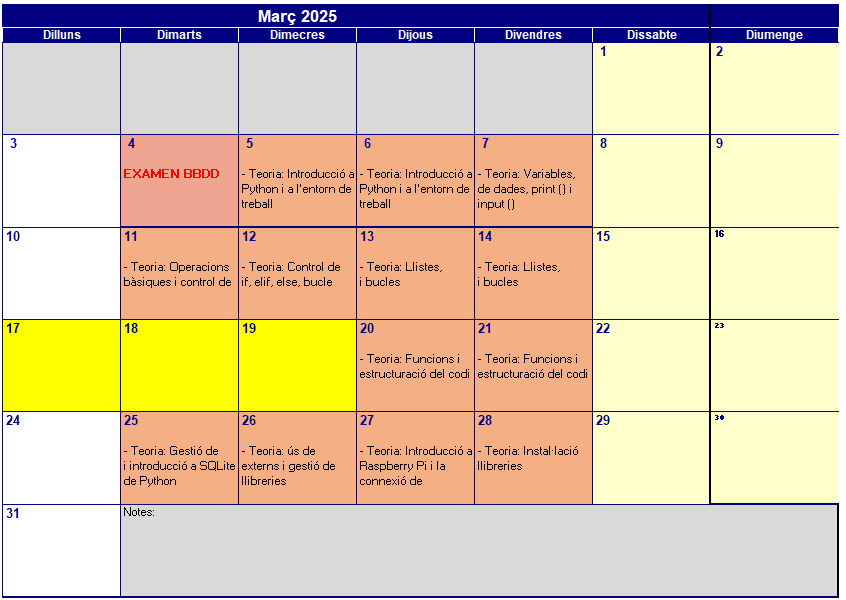 Març 2025
Dilluns Dimarts Dimecres Dijous Divendres Dissabte Diumenge
1 2
3 4 5 6 7 8 9
EXAMEN BBDD
- Teoria: Introducció a
Python i a l'entorn de
treball
- Teoria: Introducció a
Python i a l'entorn de
treball
- Teoria: Variables,
de dades, print () i
input ()
10 11 12 13 14 15 16
- Teoria: Operacions
bàsiques i control de
- Teoria: Control de
if, elif, else, bucle
- Teoria: Llistes,
i bucles
- Teoria: Llistes,
i bucles
17 18 19 20 21 22 23
- Teoria: Funcions i
estructuració del codi
- Teoria: Funcions i
estructuració del codi
24 25 26 27 28 29 30
- Teoria: Gestió de
i introducció a SQLite
de Python
- Teoria: ús de
externs i gestió de
llibreries
- Teoria: Introducció a
Raspberry Pi i la
connexió de
- Teoria: Instal·lació
llibreries
31
Notes: